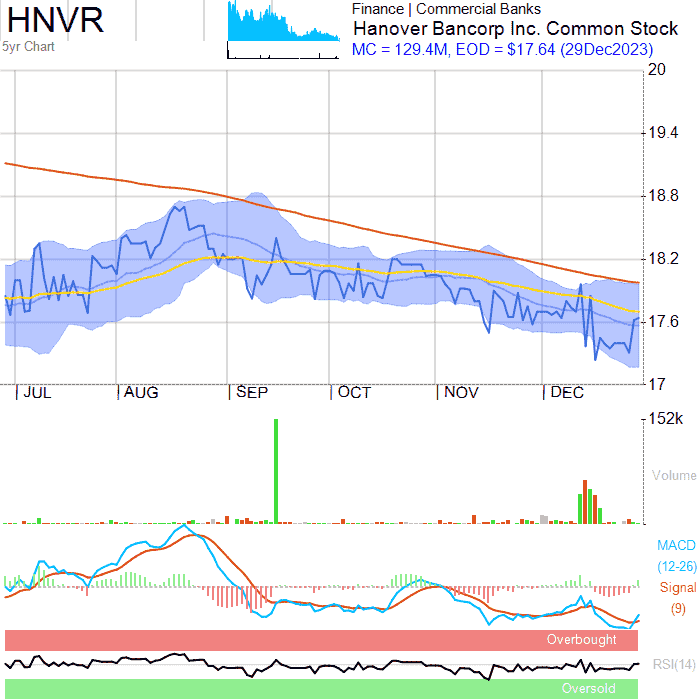 HNVR
5yr Chart
Finance | Commercial Banks
Hanover Bancorp Inc. Common Stock
MC = 129.4M, EOD = $17.64 (29Dec2023)
20
19.4
18.8
18.2
17.6
17
JUL AUG SEP OCT NOV DEC
152k
Volume
MACD
(12-26)
Signal
(9)
Overbought
RSI(14)
Oversold